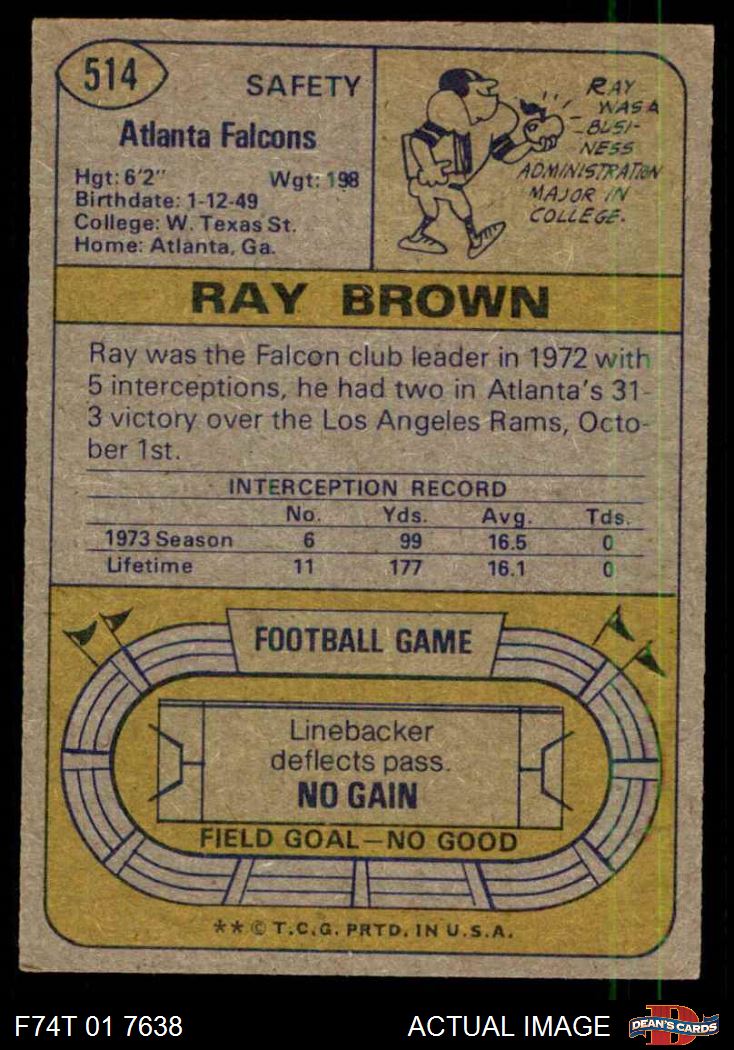 514
SAFETY
Atlanta Falcons
Hgt: 6'2" Wgt: 198
Birthdate: 1-12-49
College: W. Texas St.
Home: Atlanta, Ga.
RAY
WAS A
BUSI-
NESS
ADMINISTRATION
MAJOR IN
COLLEGE.
RAY BROWN
Ray was the Falcon club leader in 1972 with
5 interceptions, he had two in Atlanta's 31-
3 victory over the Los Angeles Rams, Octo-
ber 1st.
INTERCEPTION RECORD
No. Yds. Avg. Tds.
1973 Season 6 99 16.5 0
Lifetime 11 177 16.1 0
FOOTBALL GAME
Linebacker
deflects pass.
NO GAIN
FIELD GOAL—NO GOOD
** © T.C.G. PRTD. IN U.S.A.
F74T 01 7638 ACTUAL IMAGE
DEAN'S CARDS